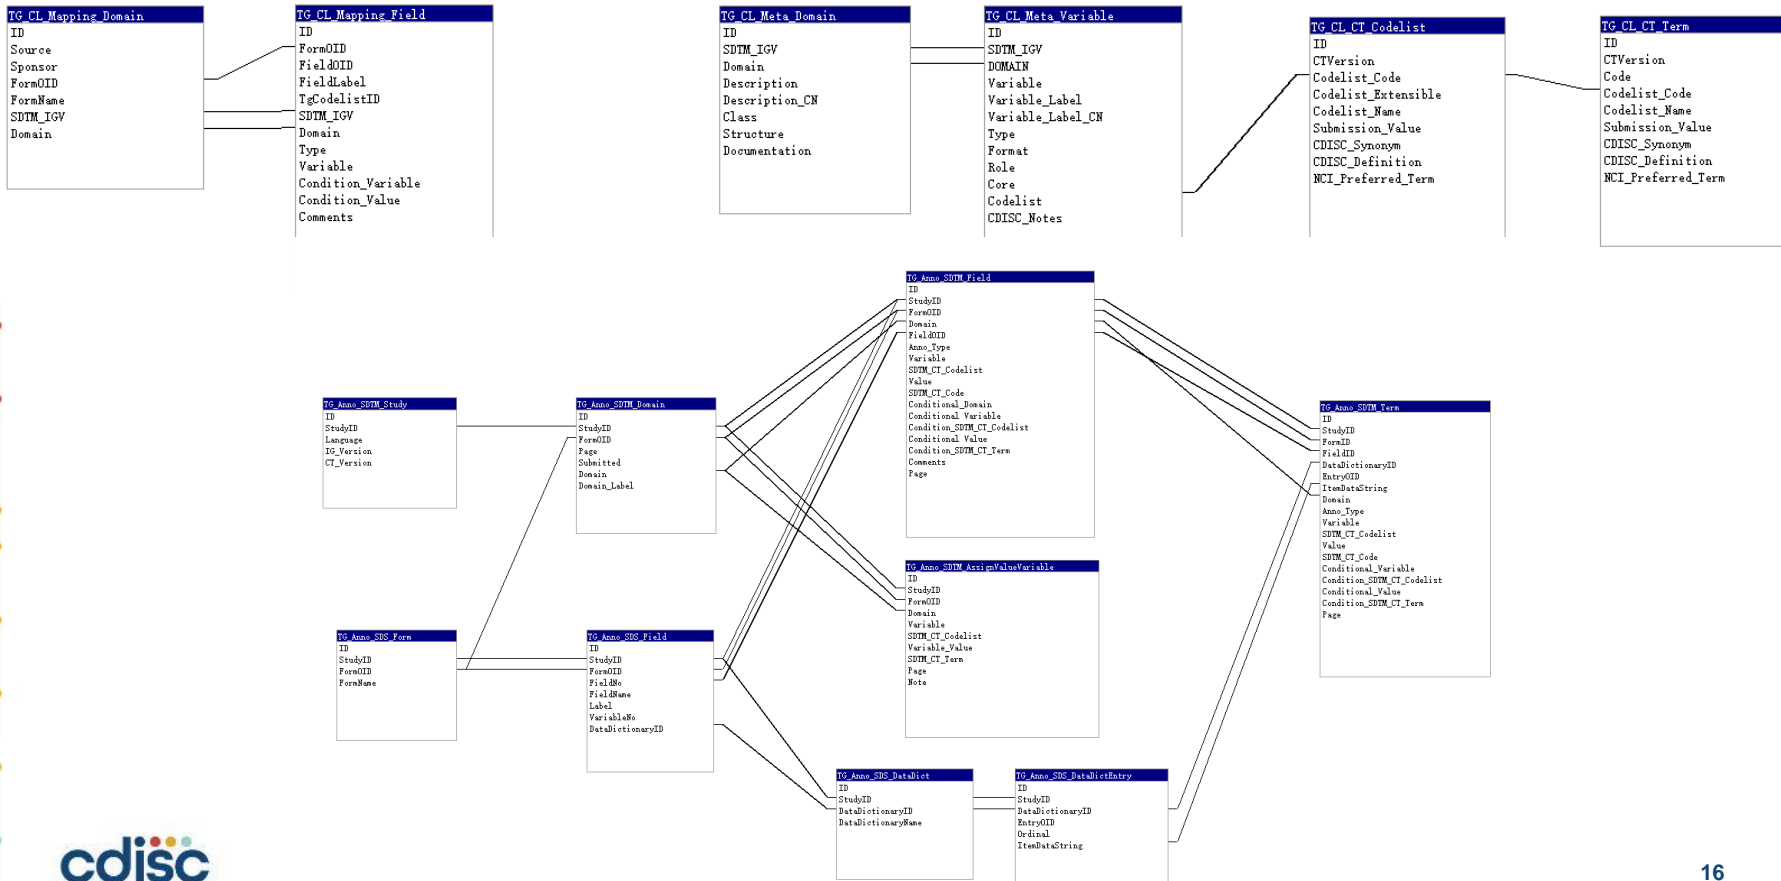 TG_CL_Mapping_Domain
ID
Source
Sponsor
FormOID
FormName
SDTM_IGV
Domain
TG_CL_Mapping_Field
ID
FormOID
FieldOID
FieldLabel
TgCodelistID
SDTM_IGV
Domain
Type
Variable
Condition_Variable
Condition_Value
Comments
TG_CL_Meta_Domain
ID
SDTM_IGV
Domain
Description
Description_CN
Class
Structure
Documentation
TG_CL_Meta_Variable
ID
SDTM_IGV
DOMAIN
Variable
Variable_Label
Variable_Label_CN
Type
Format
Role
Core
Codelist
CDISC_Notes
TG_CL_CT_Codelist
ID
CTVersion
Codelist_Code
Codelist_Extensible
Codelist_Name
Submission_Value
CDISC_Synonym
CDISC_Definition
NCI_Preferred_Term
TG_CL_CT_Term
ID
CTVersion
Code
Codelist_Code
Codelist_Name
Submission_Value
CDISC_Synonym
CDISC_Definition
NCI_Preferred_Term
TG_Anno_SDTM_Field
ID
StudyID
FormOID
Domain
FieldOID
Anno_Type
Variable
SDTM_CT_Codelist
Value
SDTM_CT_Code
Conditional_Domain
Conditional_Variable
Condition_SDTM_CT_Codelist
Conditional_Value
Condition_SDTM_CT_Term
Comments
Page
TG_Anno_SDTM_Study
ID
StudyID
Language
IG_Version
CT_Version
TG_Anno_SDTM_Domain
ID
StudyID
FormOID
Page
Submitted
Domain
Domain_Label
TG_Anno_SDTM_Term
ID
StudyID
FormID
FieldID
DataDictionaryID
EntryOID
ItemDataString
Domain
Anno_Type
Variable
SDTM_CT_Codelist
Value
SDTM_CT_Code
Conditional_Variable
Condition_SDTM_CT_Codelist
Conditional_Value
Condition_SDTM_CT_Term
Page
TG_Anno_SDTM_AssignValueVariable
ID
StudyID
FormOID
Domain
Variable
SDTM_CT_Codelist
Variable_Value
SDTM_CT_Term
Page
Note
TG_Anno_SDS_Form
ID
StudyID
FormOID
FormName
TG_Anno_SDS_Field
ID
StudyID
FormOID
FieldNo
FieldName
Label
VariableNo
DataDictionaryID
TG_Anno_SDS_DataDict
ID
StudyID
DataDictionaryID
DataDictionaryName
TG_Anno_SDS_DataDictEntry
ID
StudyID
DataDictionaryID
EntryOID
Ordinal
ItemDataString
cdisc
16